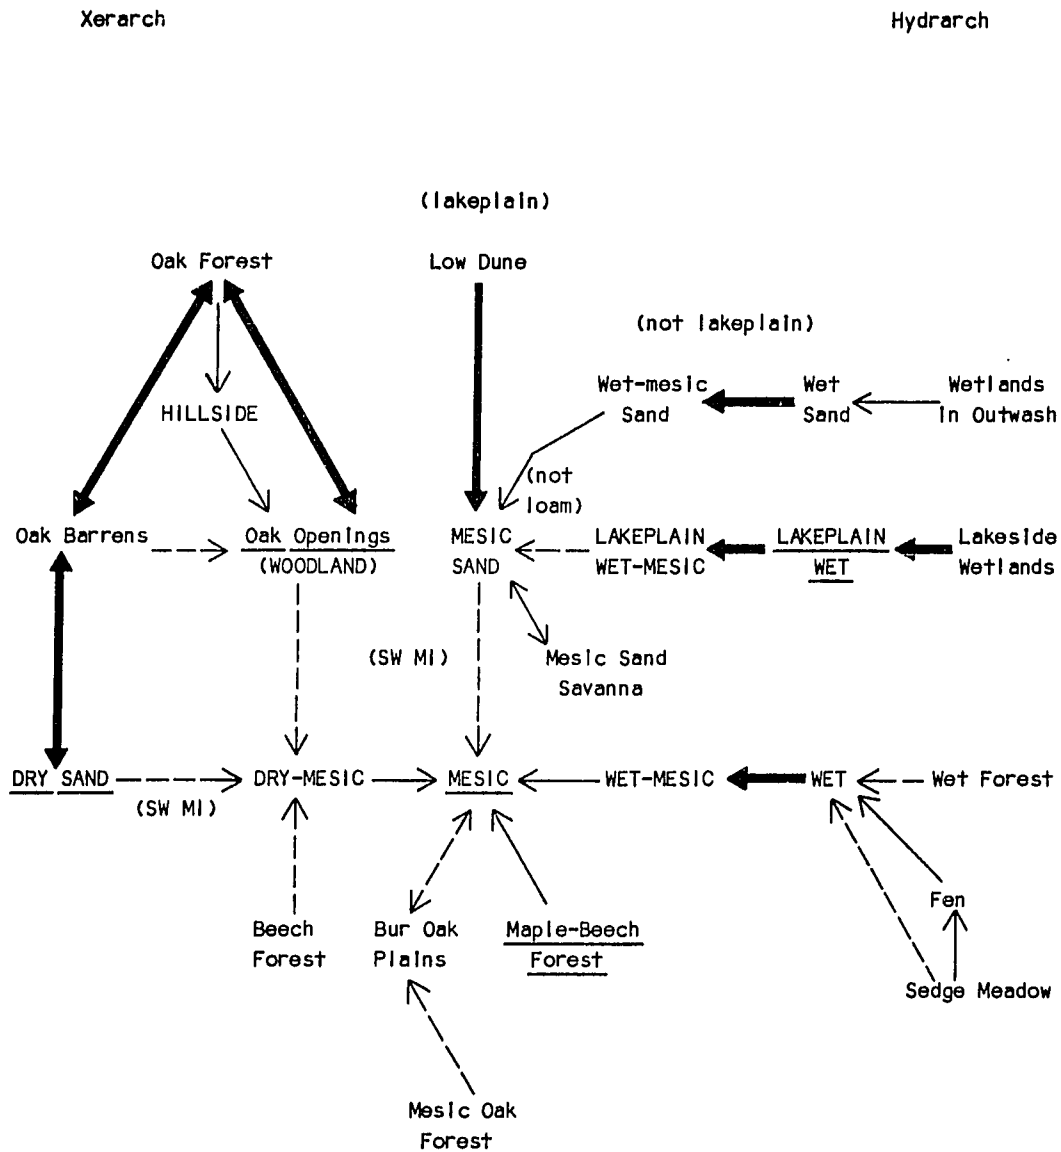 Xerarch Hydrarch
(lakeplain)
Oak Forest Low Dune
(not lakeplain)
Wet-mesic Wet Wetlands
HILLSIDE Sand Sand in Outwash
(not
loam)
Oak Barrens Oak Openings MESIC LAKEPLAIN LAKEPLAIN Lakeside
(WOODLAND) SAND WET-MESIC WET Wetlands
(SW MI) Mesic Sand
Savanna
DRY SAND DRY-MESIC MESIC WET-MESIC WET Wet Forest
(SW MI)
Fen
Beech Bur Oak Maple-Beech
Forest Plains Forest
Sedge Meadow
Mesic Oak
Forest